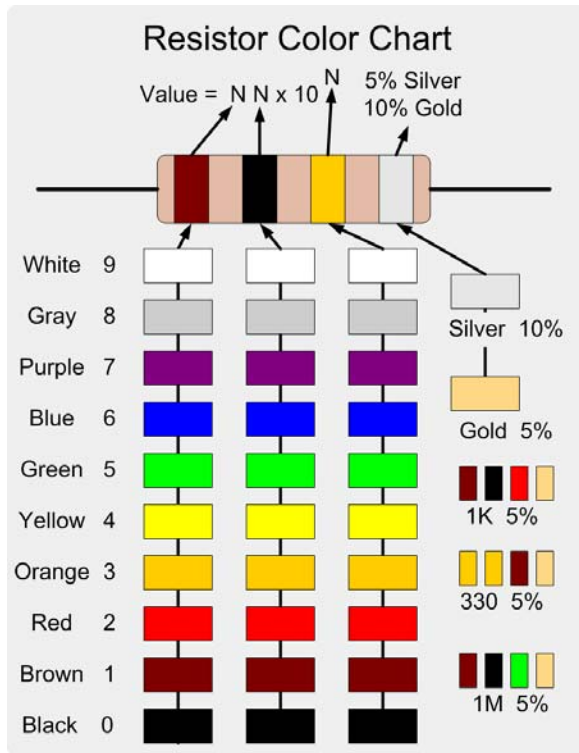 Resistor Color Chart
Value = N N x 10 N
5% Silver
10% Gold
White 9
Gray 8
Purple 7
Blue 6
Green 5
Yellow 4
Orange 3
Red 2
Brown 1
Black 0
Silver 10%
Gold 5%
1K 5%
330 5%
1M 5%